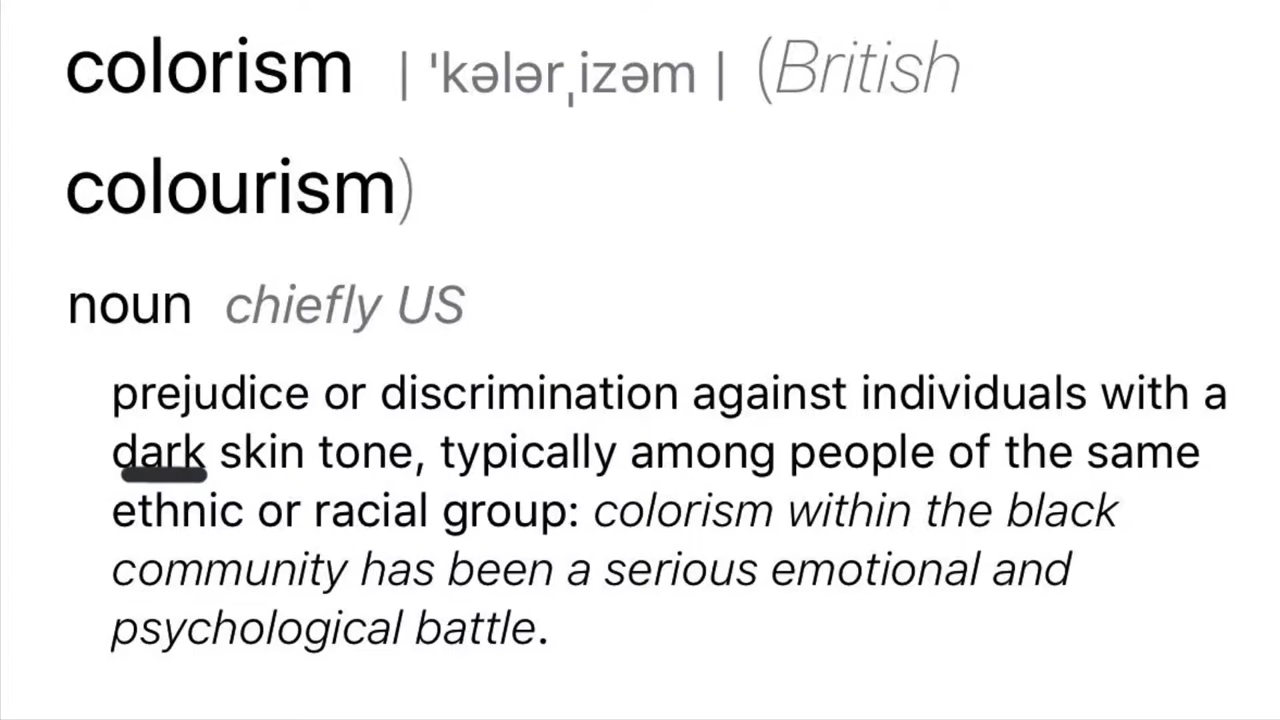 colorism | ˈkələrˌizəm | (British
colourism)
noun chiefly US
prejudice or discrimination against individuals with a
dark skin tone, typically among people of the same
ethnic or racial group: colorism within the black
community has been a serious emotional and
psychological battle.